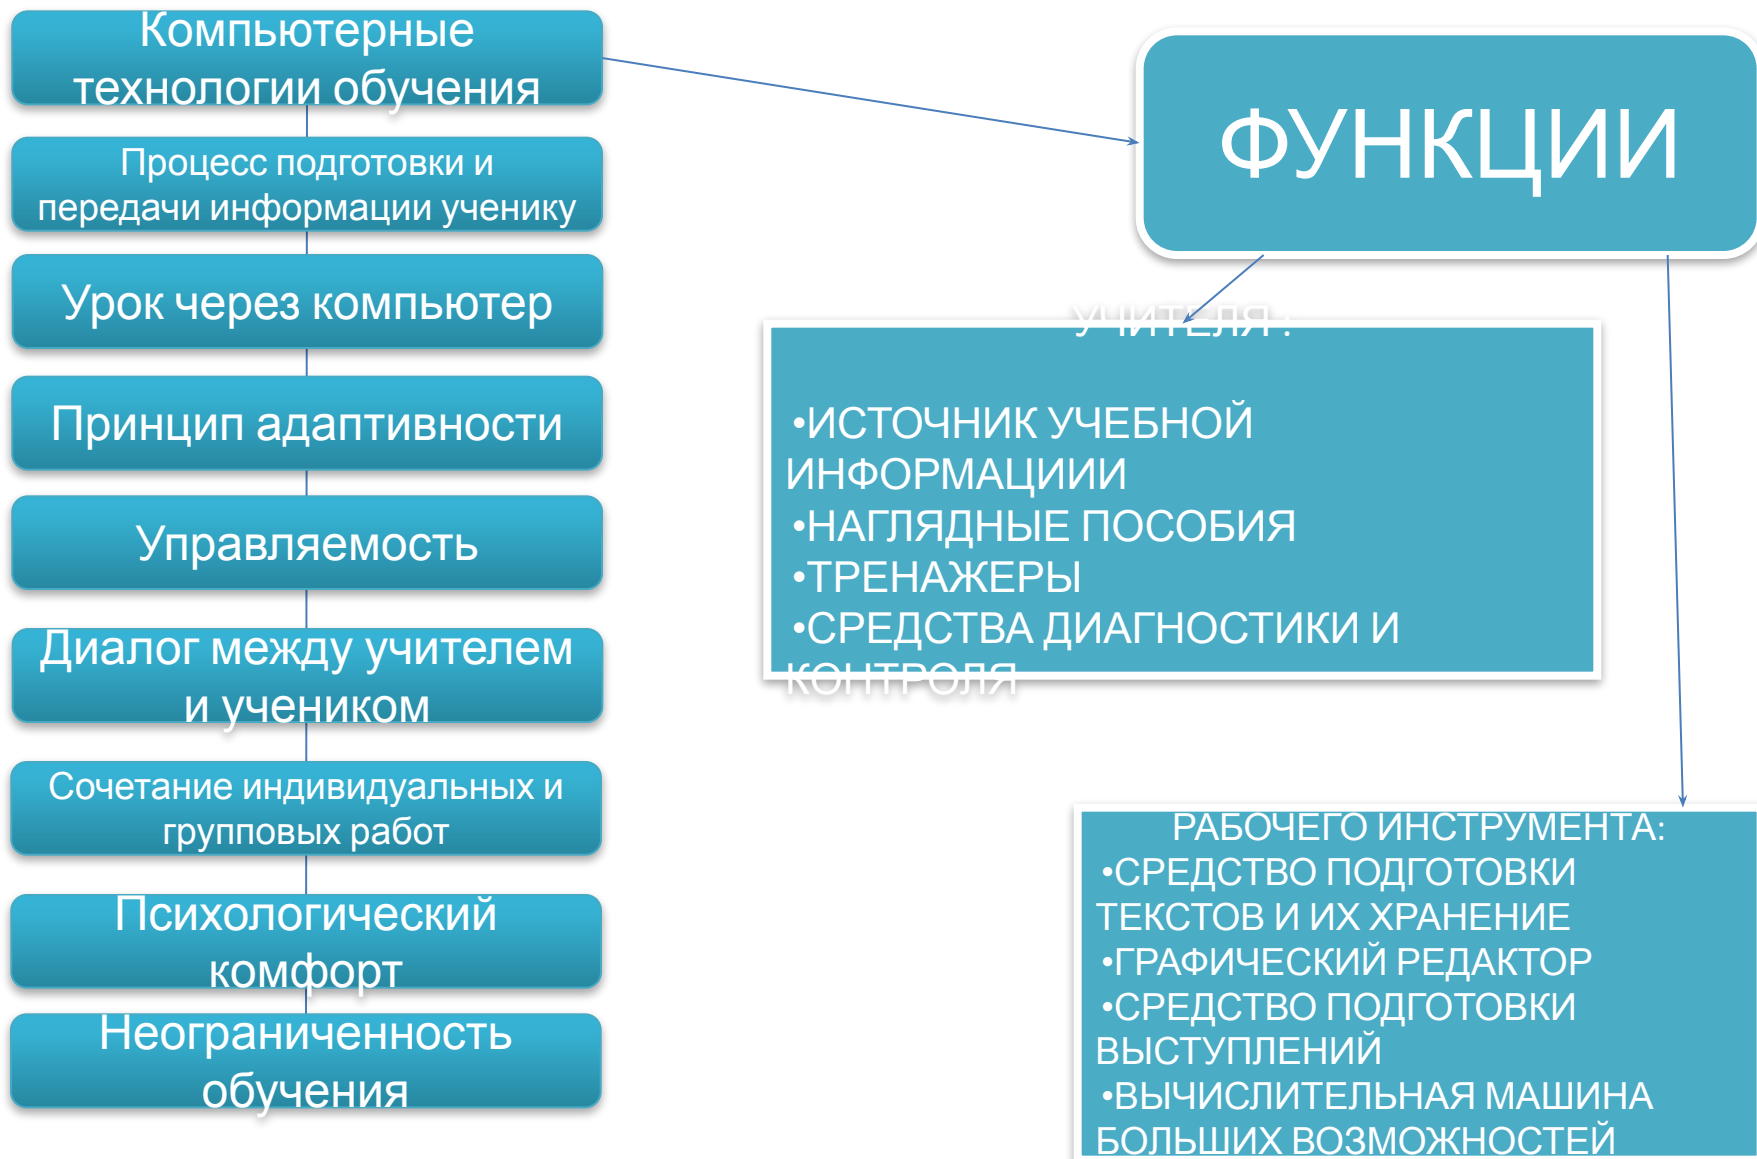 Компьютерные
технологии обучения
Процесс подготовки и
передачи информации ученику
Урок через компьютер
Принцип адаптивности
Управляемость
Диалог между учителем
и учеником
Сочетание индивидуальных и
групповых работ
Психологический
комфорт
Неограниченность
обучения
ФУНКЦИИ
УЧИТЕЛЯ :
•ИСТОЧНИК УЧЕБНОЙ
ИНФОРМАЦИИИ
•НАГЛЯДНЫЕ ПОСОБИЯ
•ТРЕНАЖЕРЫ
•СРЕДСТВА ДИАГНОСТИКИ И
КОНТРОЛЯ
РАБОЧЕГО ИНСТРУМЕНТА:
•СРЕДСТВО ПОДГОТОВКИ
ТЕКСТОВ И ИХ ХРАНЕНИЕ
•ГРАФИЧЕСКИЙ РЕДАКТОР
•СРЕДСТВО ПОДГОТОВКИ
ВЫСТУПЛЕНИЙ
•ВЫЧИСЛИТЕЛЬНАЯ МАШИНА
БОЛЬШИХ ВОЗМОЖНОСТЕЙ